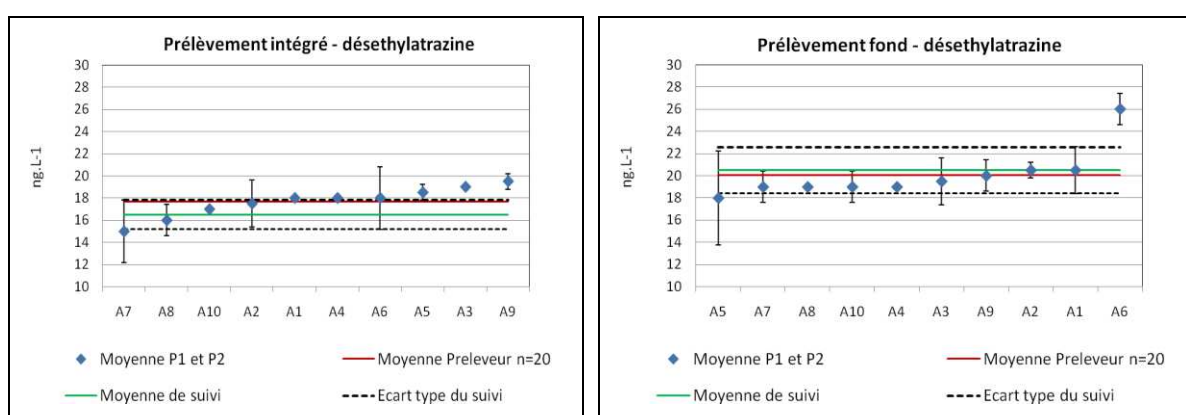 Prélèvement intégré - désethylatrazine
30
28
26
24
22
20
18
16
14
12
10
ng.L-1
A7 A8 A10 A2 A1 A4 A6 A5 A3 A9
Moyenne P1 et P2 Moyenne Preleveur n=20
Moyenne de suivi Ecart type du suivi
Prélèvement fond - désethylatrazine
30
28
26
24
22
20
18
16
14
12
10
ng.L-1
A5 A7 A8 A10 A4 A3 A9 A2 A1 A6
Moyenne P1 et P2 Moyenne Preleveur n=20
Moyenne de suivi Ecart type du suivi